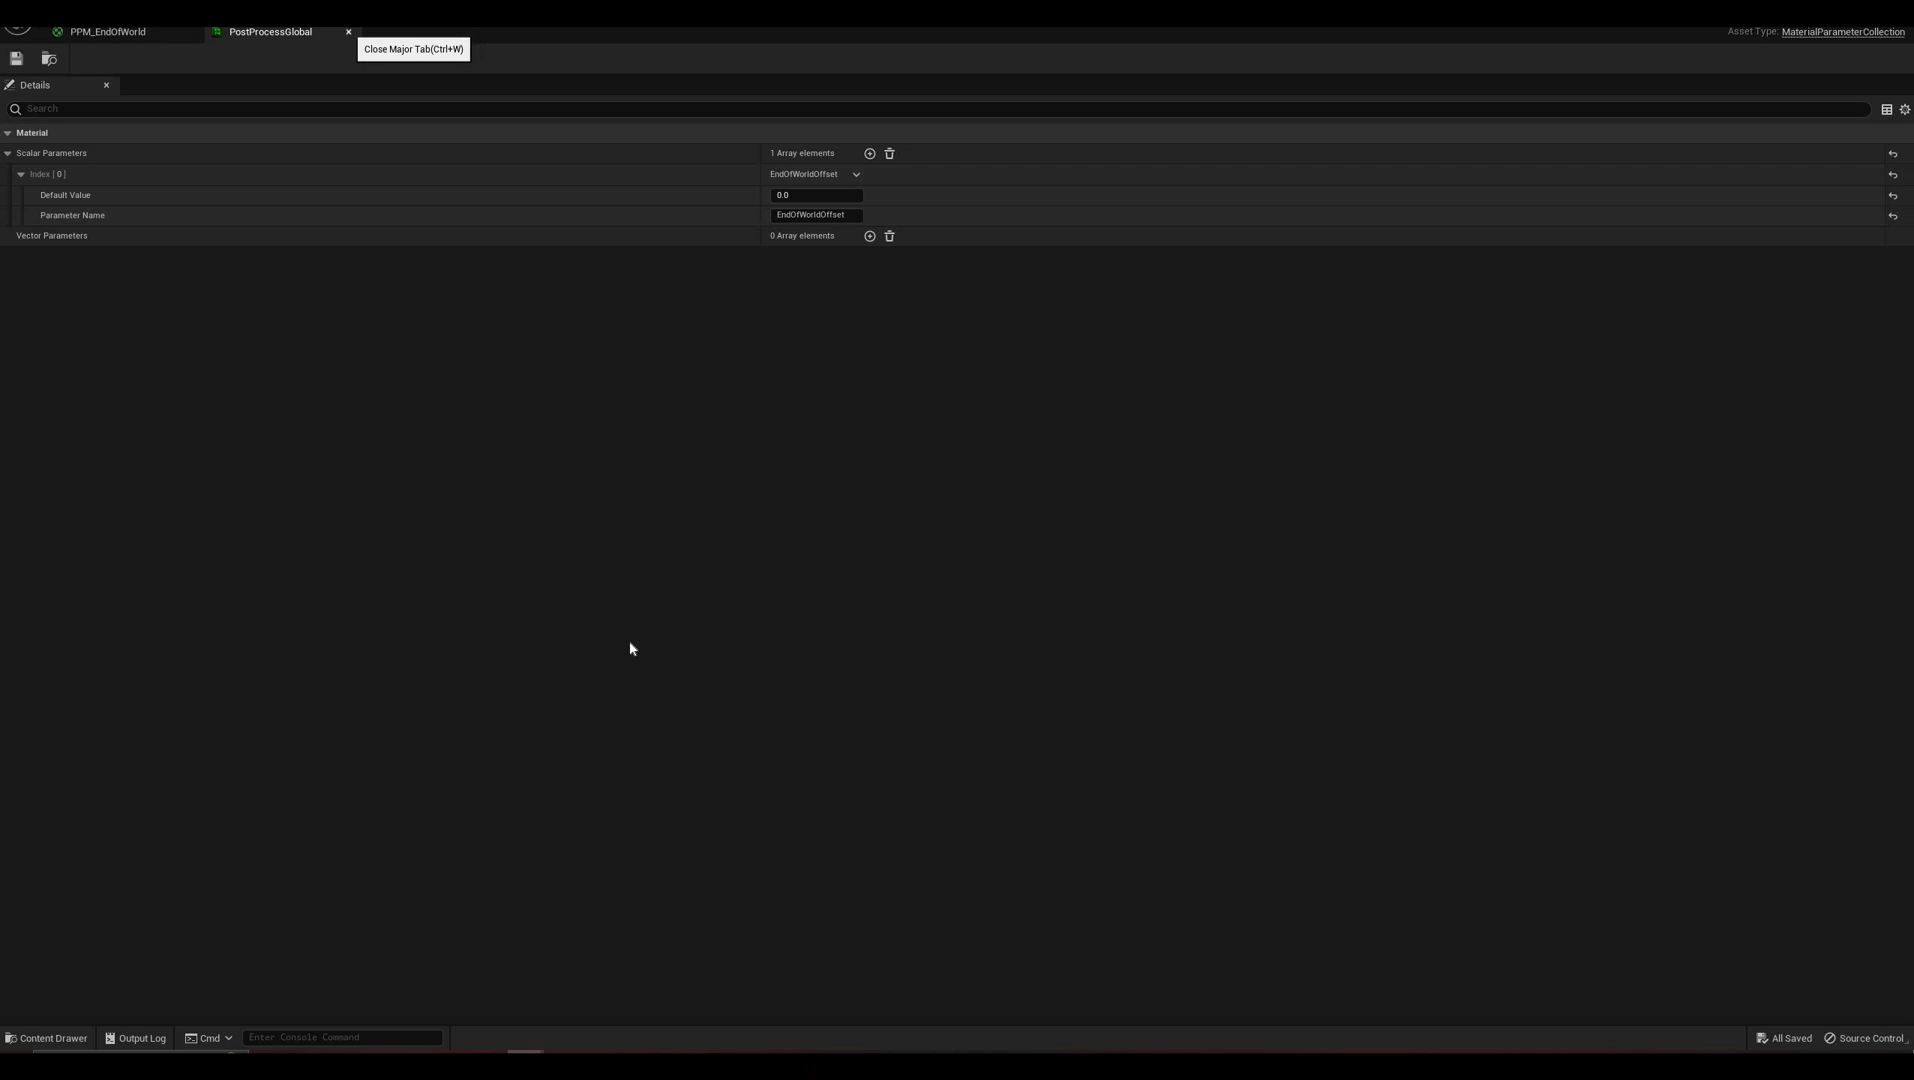 PPM_EndOfWorld
PostProcessGlobal
Asset Type: MaterialParameterCollection
Close Major Tab(Ctrl+W)
Details
Search
Material
Scalar Parameters
1 Array elements
Index [ 0 ]
EndOfWorldOffset
Default Value
0.0
Parameter Name
EndOfWorldOffset
Vector Parameters
0 Array elements
Content Drawer
Output Log
Cmd
Enter Console Command
All Saved
Source Control